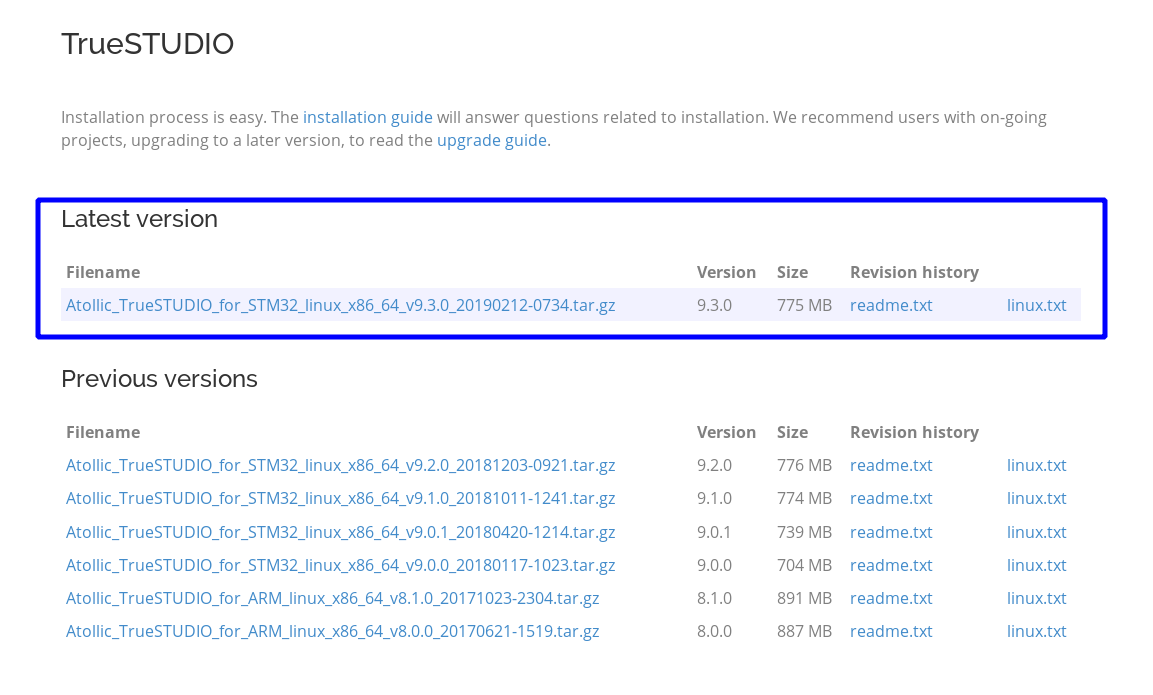 TrueSTUDIO
Installation process is easy. The installation guide will answer questions related to installation. We recommend users with on-going
projects, upgrading to a later version, to read the upgrade guide.
Latest version
Filename Version Size Revision history
Atollic_TrueSTUDIO_for_STM32_linux_x86_64_v9.3.0_20190212-0734.tar.gz 9.3.0 775 MB readme.txt linux.txt
Previous versions
Filename Version Size Revision history
Atollic_TrueSTUDIO_for_STM32_linux_x86_64_v9.2.0_20181203-0921.tar.gz 9.2.0 776 MB readme.txt linux.txt
Atollic_TrueSTUDIO_for_STM32_linux_x86_64_v9.1.0_20181011-1241.tar.gz 9.1.0 774 MB readme.txt linux.txt
Atollic_TrueSTUDIO_for_STM32_linux_x86_64_v9.0.1_20180420-1214.tar.gz 9.0.1 739 MB readme.txt linux.txt
Atollic_TrueSTUDIO_for_STM32_linux_x86_64_v9.0.0_20180117-1023.tar.gz 9.0.0 704 MB readme.txt linux.txt
Atollic_TrueSTUDIO_for_ARM_linux_x86_64_v8.1.0_20171023-2304.tar.gz 8.1.0 891 MB readme.txt linux.txt
Atollic_TrueSTUDIO_for_ARM_linux_x86_64_v8.0.0_20170621-1519.tar.gz 8.0.0 887 MB readme.txt linux.txt